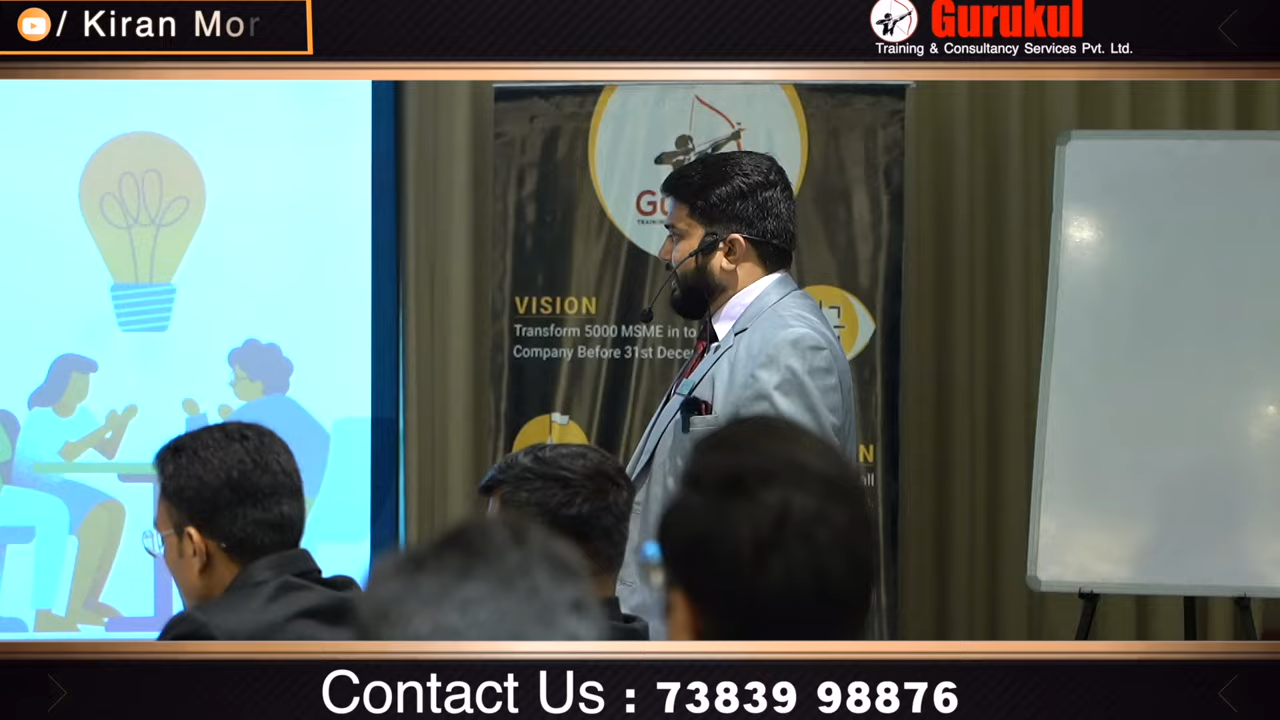 / Kiran Mor
Gurukul
Training & Consultancy Services Pvt. Ltd.
VISION
Transform 5000 MSME in to
Company Before 31st
Contact Us : 73839 98876